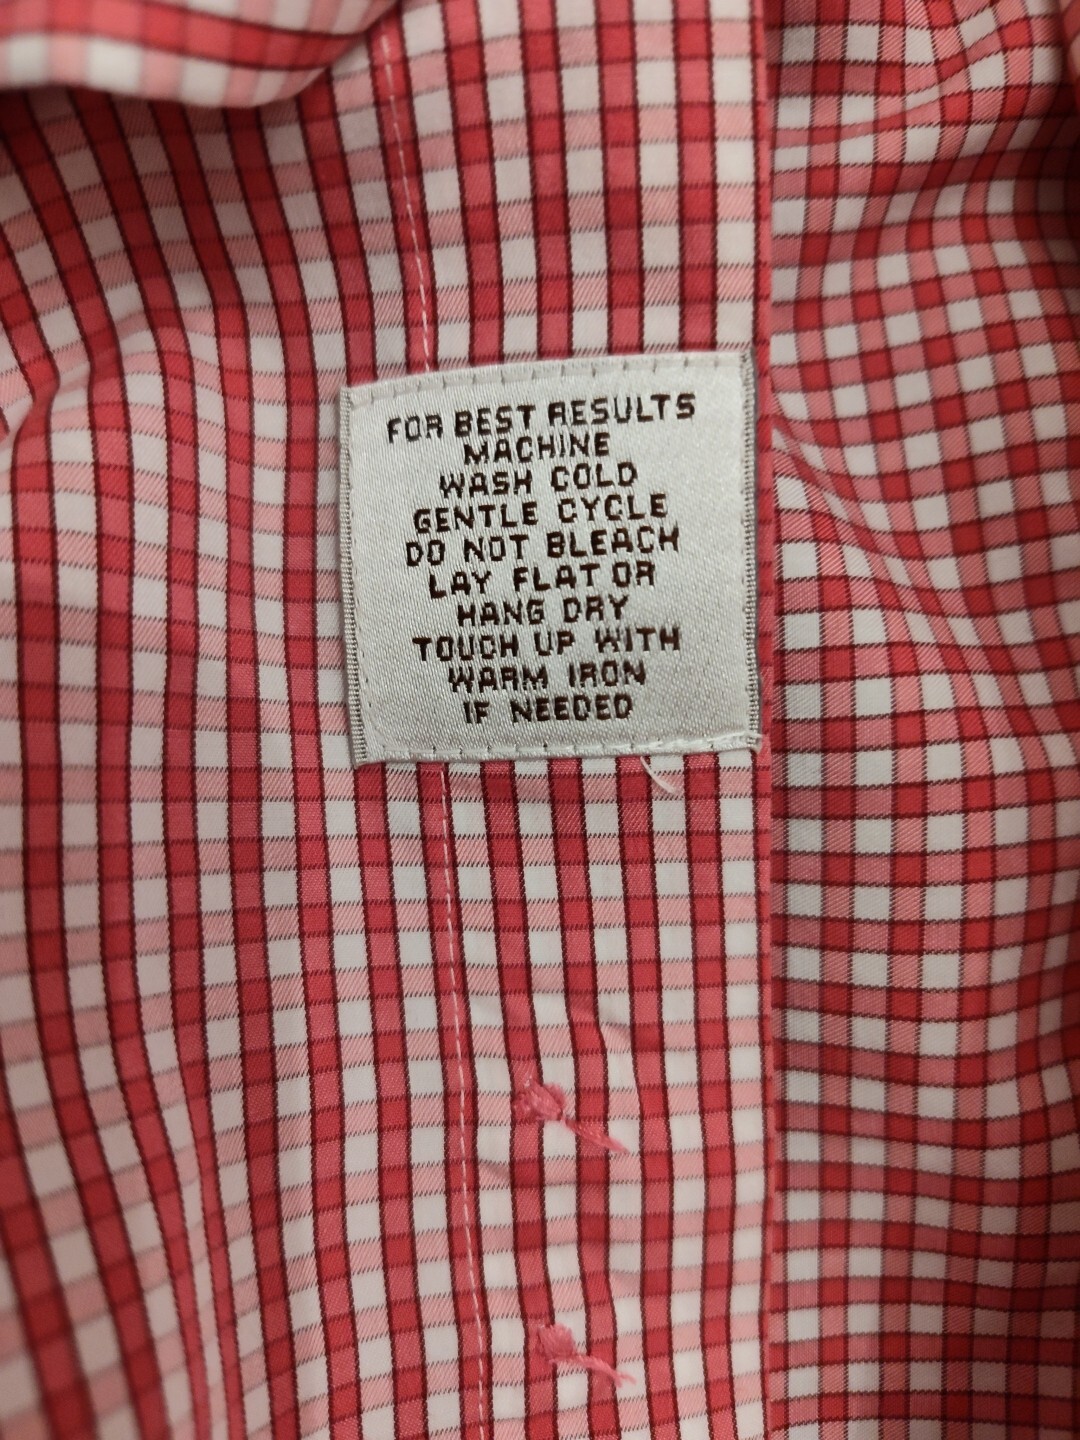 FOR BEST RESULTS
MACHINE
WASH COLD
GENTLE CYCLE
DO NOT BLEACH
LAY FLAT OR
HANG DRY
TOUCH UP WITH
WARM IRON
IF NEEDED